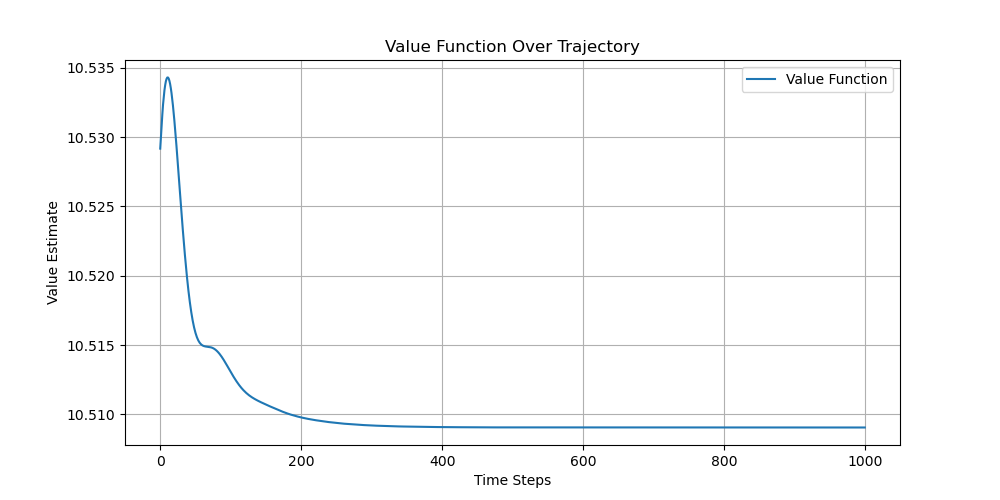 Value Function Over Trajectory
Value Function
10.535
10.530
10.525
10.520
10.515
10.510
Value Estimate
0 200 400 600 800 1000
Time Steps